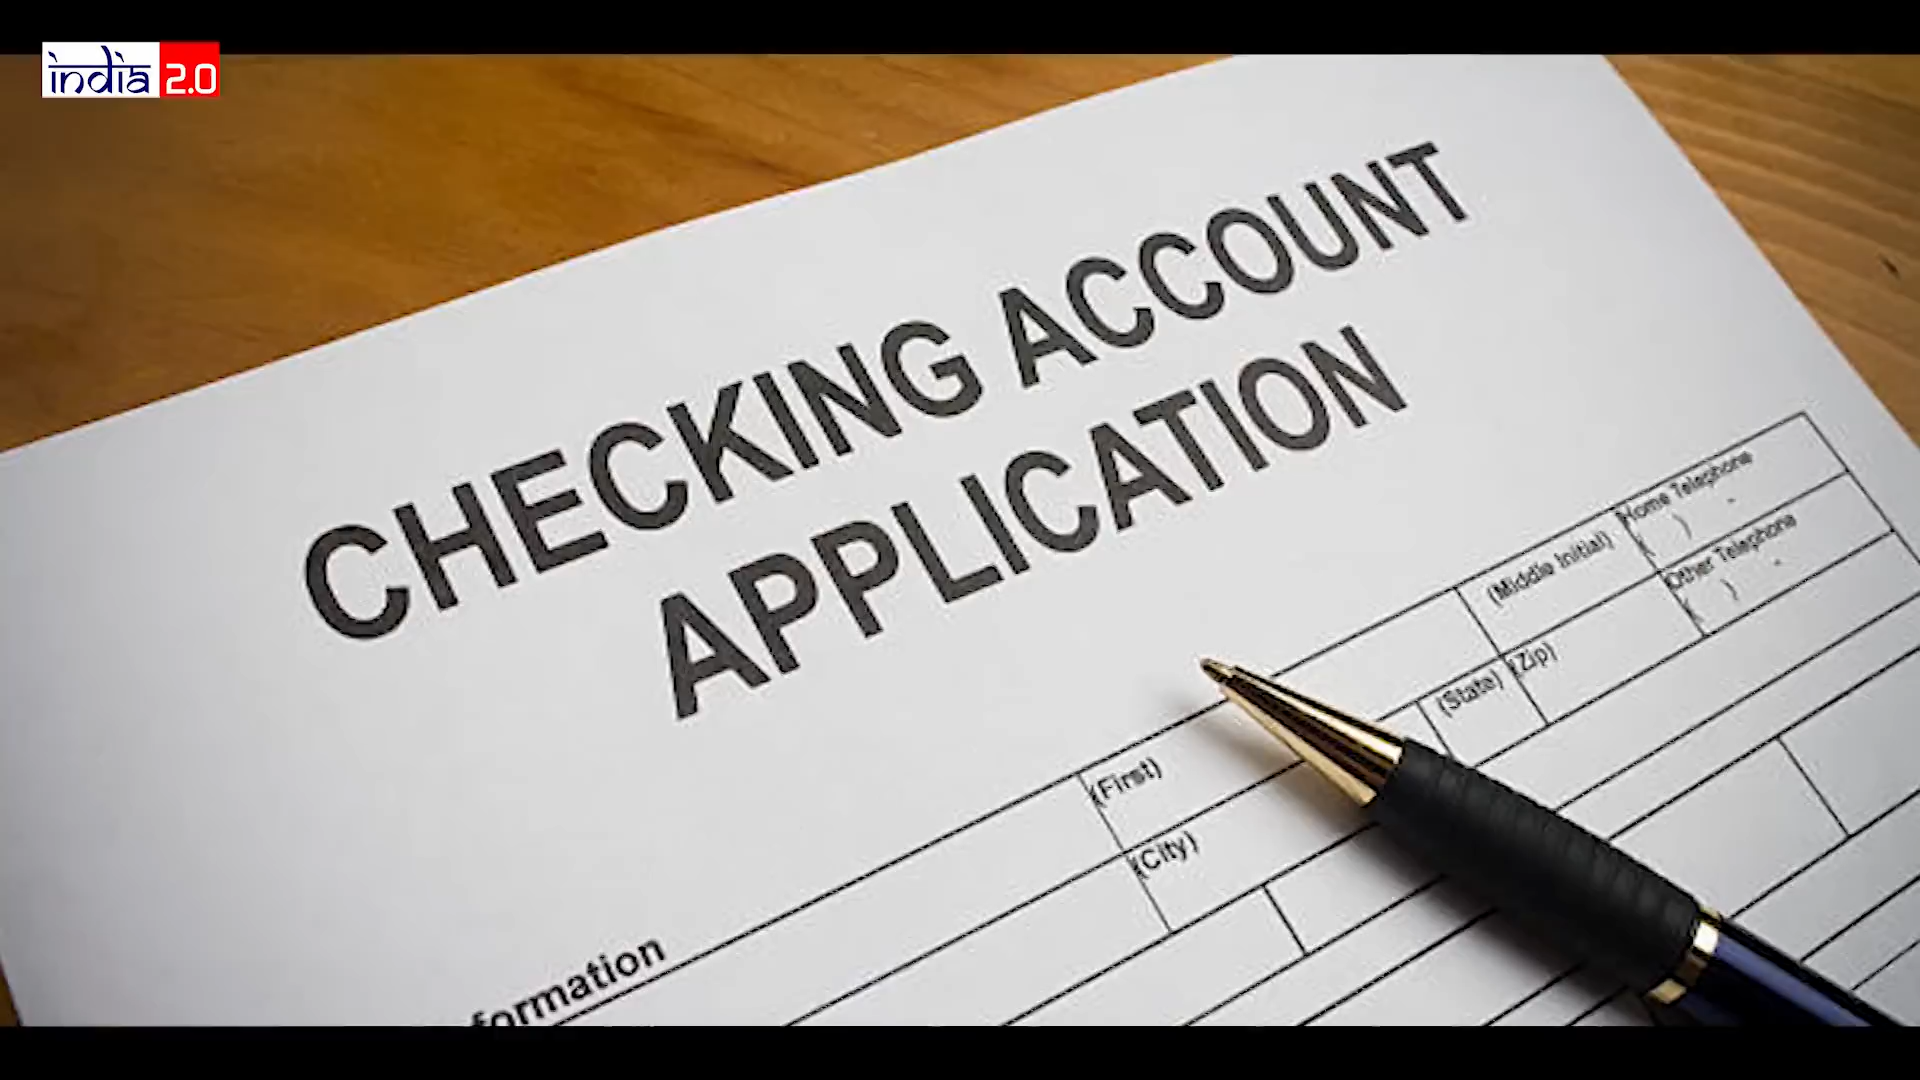 india 2.0
CHECKING ACCOUNT
APPLICATION
Home Telephone
( ) -
(Middle Initial)
Other Telephone
( ) -
(First)
(State)
(Zip)
(City)
formation